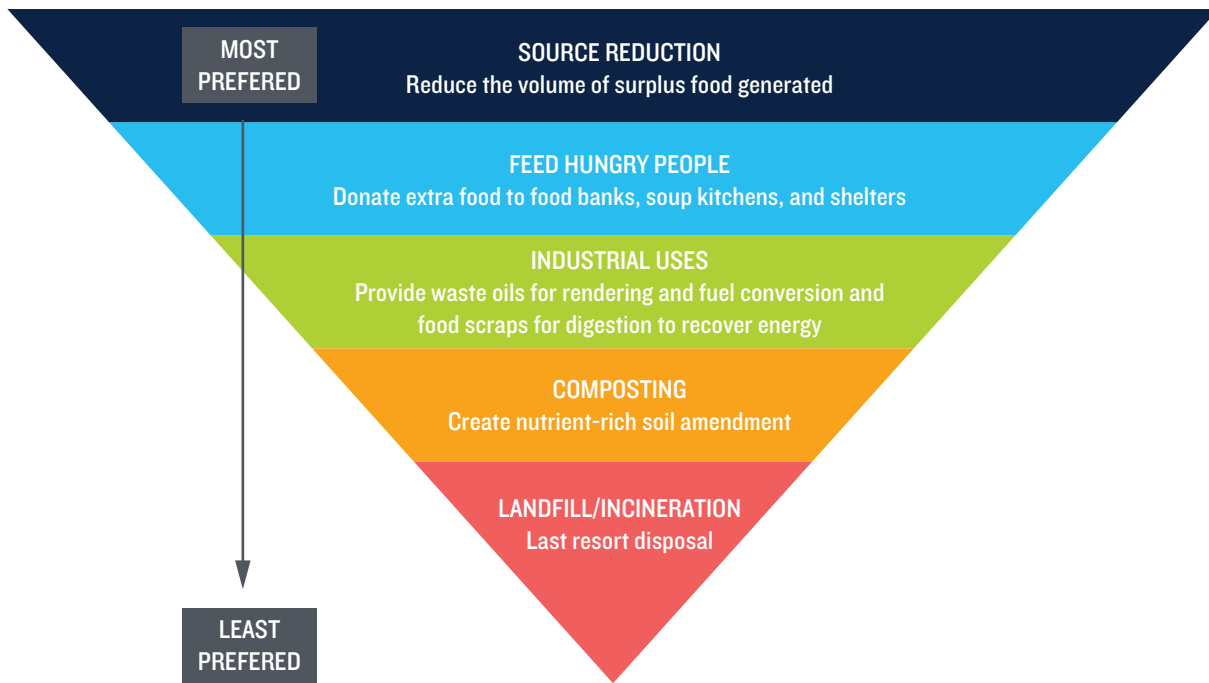 MOST
PREFERED
SOURCE REDUCTION
Reduce the volume of surplus food generated
FEED HUNGRY PEOPLE
Donate extra food to food banks, soup kitchens, and shelters
INDUSTRIAL USES
Provide waste oils for rendering and fuel conversion and
food scraps for digestion to recover energy
COMPOSTING
Create nutrient-rich soil amendment
LANDFILL/INCINERATION
Last resort disposal
LEAST
PREFERED